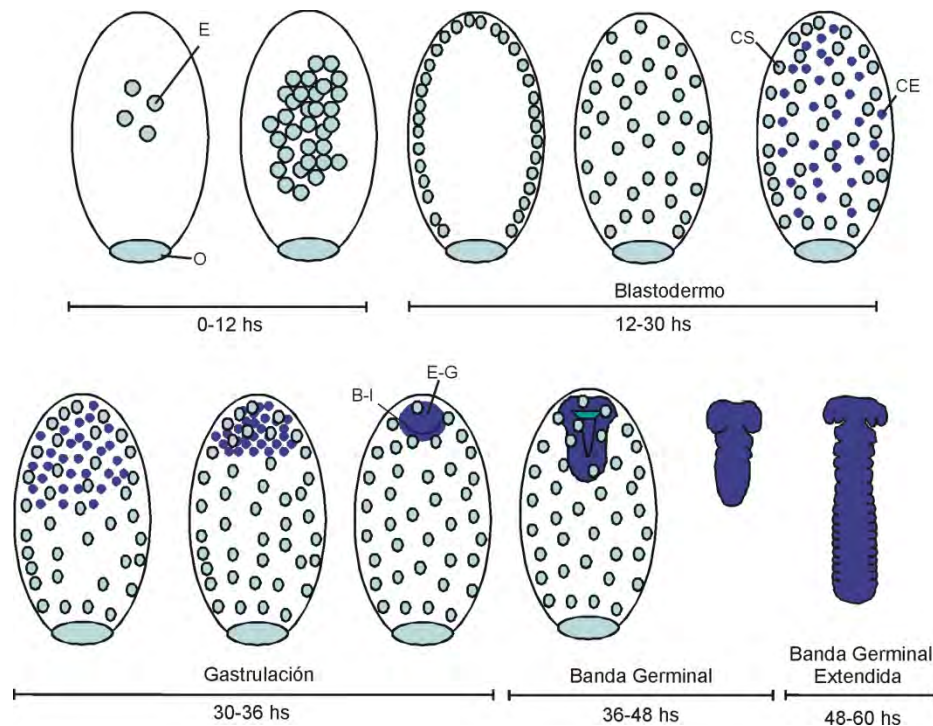 E
O
CS
CE
0-12 hs
Blastodermo
12-30 hs
B-I
E-G
Gastrulación
30-36 hs
Banda Germinal
36-48 hs
Banda Germinal
Extendida
48-60 hs